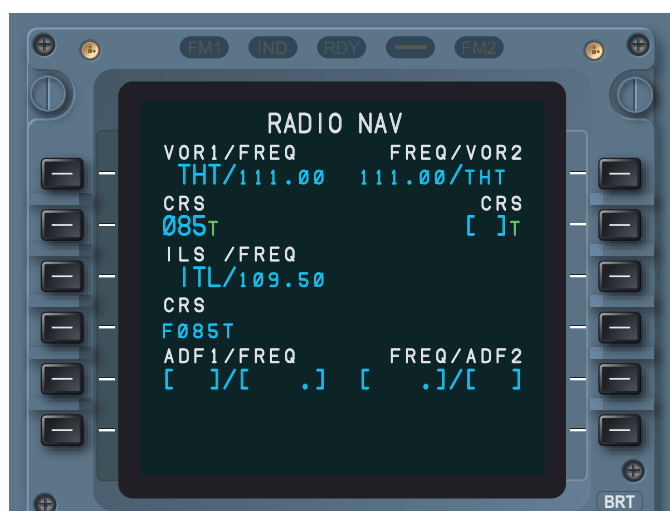 FM1 IND RDY FM2
RADIO NAV
VOR1/FREQ FREQ/VOR2
THT/111.00 111.00/THT
CRS CRS
Ø85T [ ]T
ILS /FREQ
ITL/109.50
CRS
FØ85T
ADF1/FREQ FREQ/ADF2
[ ]/[ .] [ .]/[ ]
BRT